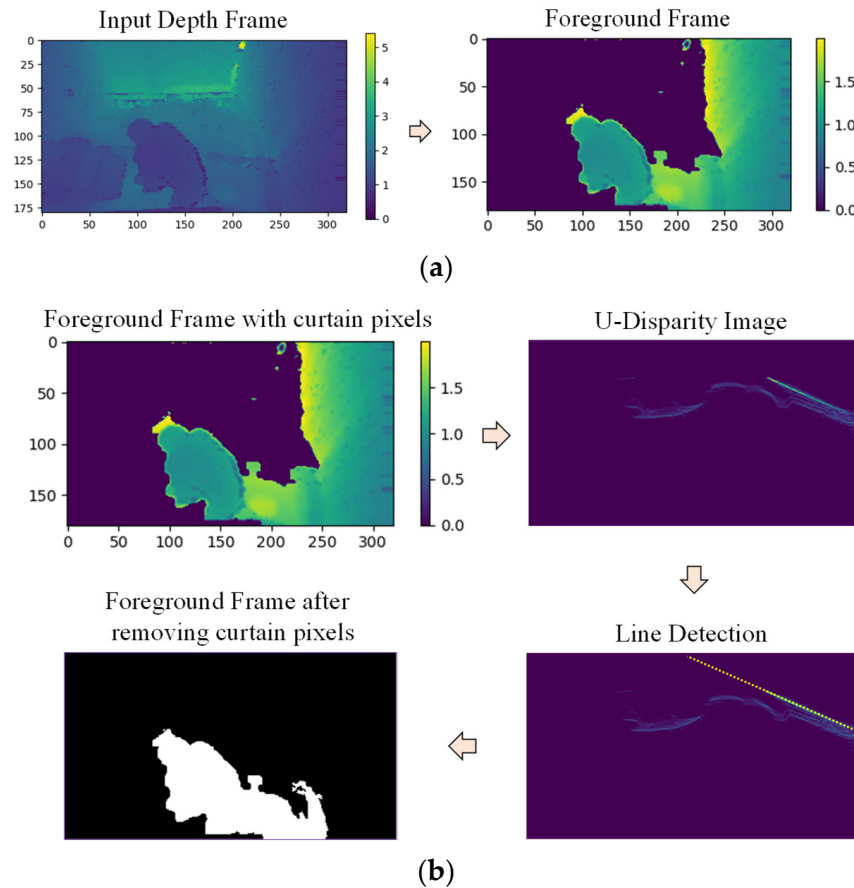 Input Depth Frame
Foreground Frame
0
25
50
75
100
125
150
175
0 50 100 150 200 250 300
5
4
3
2
1
0
0
50
100
150
0 50 100 150 200 250 300
1.5
1.0
0.5
0.0
(a)
Foreground Frame with curtain pixels
U-Disparity Image
0
50
100
150
0 50 100 150 200 250 300
1.5
1.0
0.5
0.0
Foreground Frame after
removing curtain pixels
Line Detection
(b)